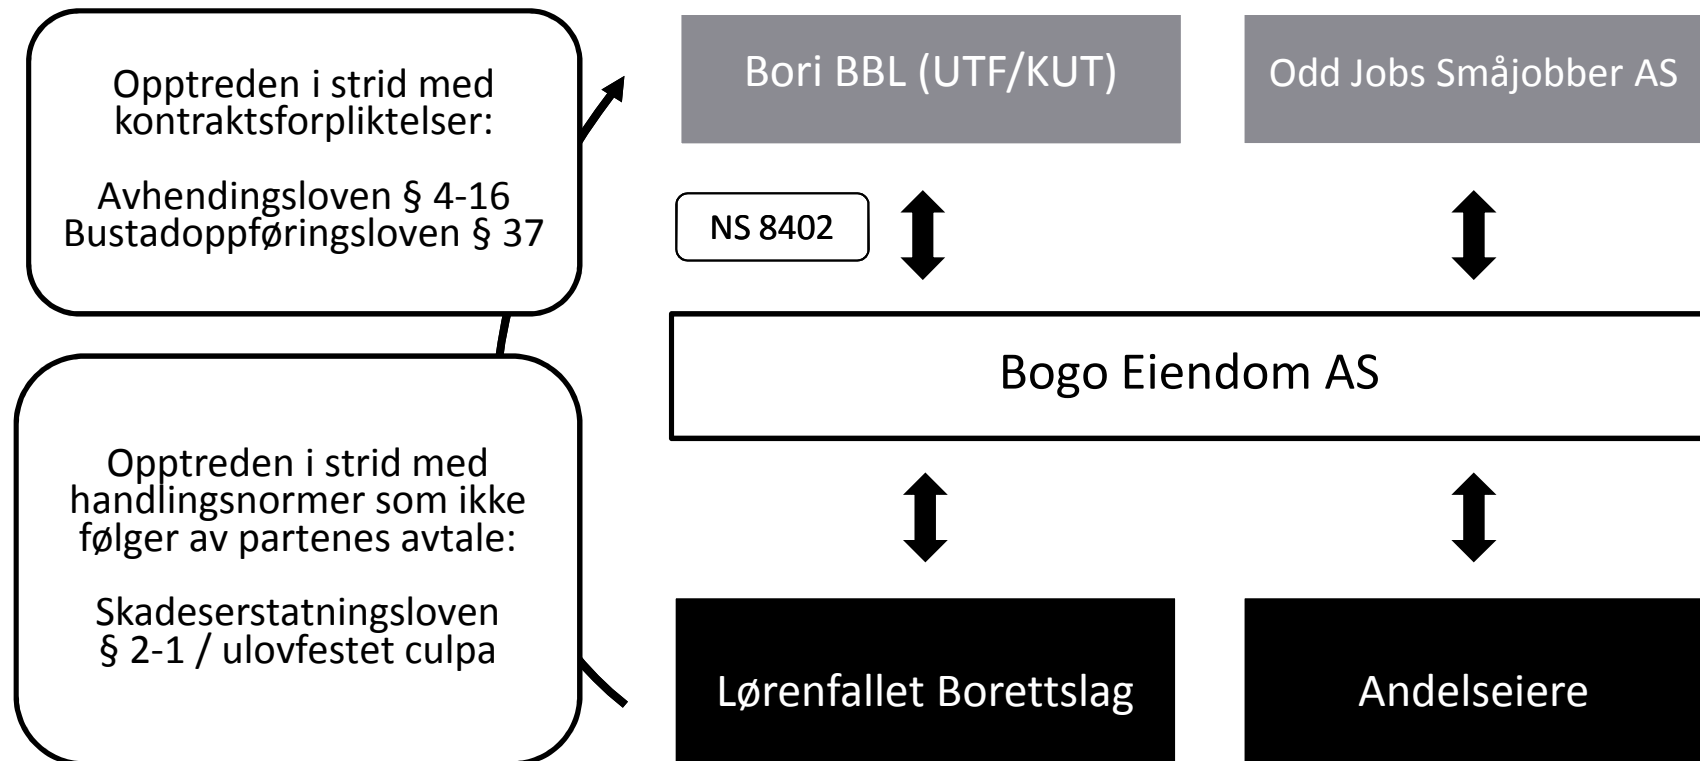 Opptreden i strid med
kontraktsforpliktelser:
Avhendingsloven § 4-16
Bustadoppføringsloven § 37
Bori BBL (UTF/KUT)
Odd Jobs Småjobber AS
NS 8402
Bogo Eiendom AS
Opptreden i strid med
handlingsnormer som ikke
følger av partenes avtale:
Skadeserstatningsloven
§ 2-1 / ulovfestet culpa
Lørenfallet Borettslag
Andelseiere